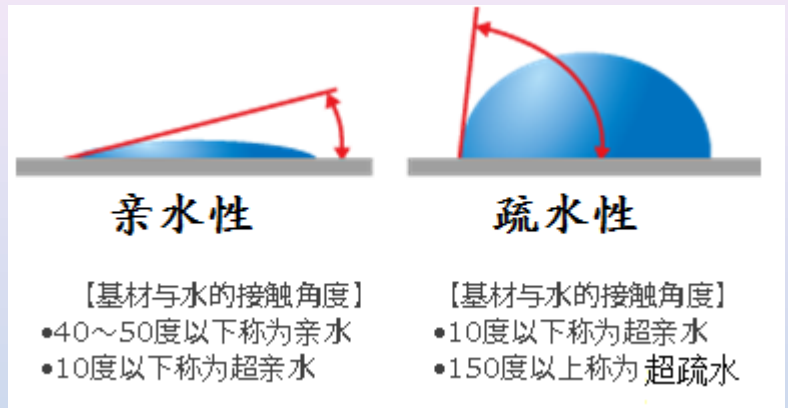 亲水性
【基材与水的接触角度】
•40～50度以下称为亲水
•10度以下称为超亲水
疏水性
【基材与水的接触角度】
•10度以下称为超亲水
•150度以上称为超疏水